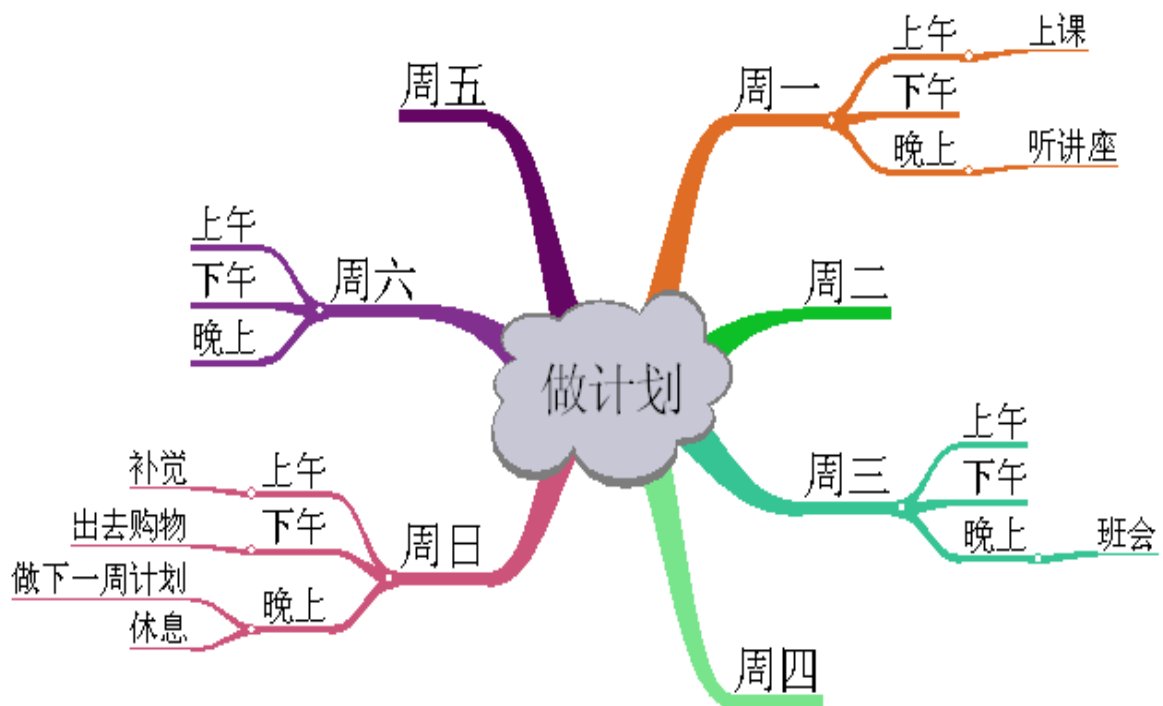 做计划
周一
上午
上课
下午
晚上
听讲座
周二
周三
上午
下午
晚上
班会
周四
周五
周六
上午
下午
晚上
周日
上午
补觉
下午
出去购物
晚上
做下一周计划
休息